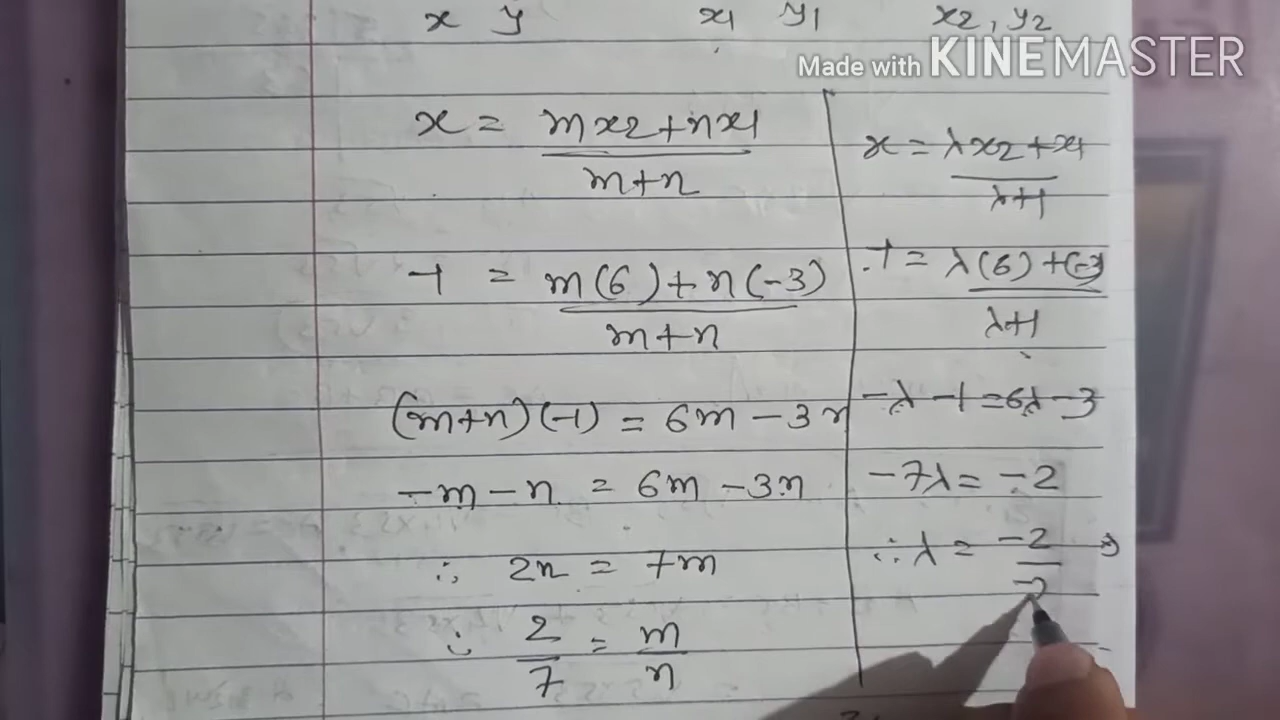 x y x1 y1 x2, y2
Made with KINEMASTER
x = mx2+nx1
m+n
-1 = m(6)+n(-3)
m+n
(m+n)(-1) = 6m-3n
-m-n = 6m-3n
∴ 2n = 7m
∴ 2/7 = m/n
x = λx2+x1
λ+1
-1 = λ(6)+(-3)
λ+1
-λ-1=6λ-3
-7λ = -2
∴ λ = -2